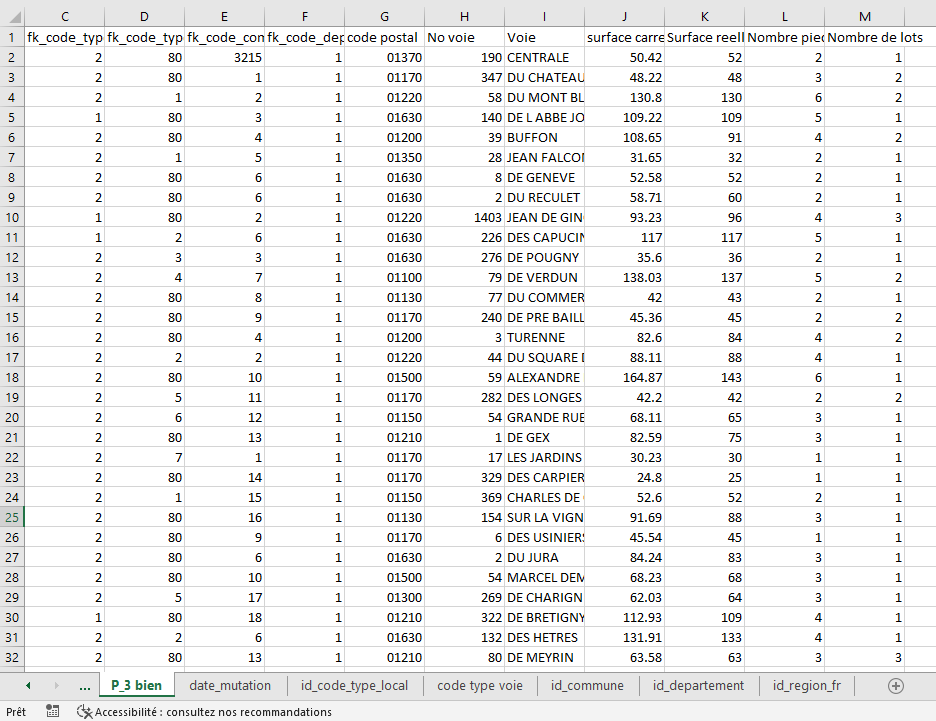 C D E F G H I J K L M
1 fk_code_typ fk_code_typ fk_code_con fk_code_dep code postal No voie Voie surface carre Surface reell Nombre piec Nombre de lots
2 2 80 3215 1 01370 190 CENTRALE 50.42 52 2 1
3 2 80 1 1 01170 347 DU CHATEAU 48.22 48 3 2
4 2 1 2 1 01220 58 DU MONT BL 130.8 130 6 2
5 1 80 3 1 01630 140 DE L ABBE JO 109.22 109 5 1
6 2 80 4 1 01200 39 BUFFON 108.65 91 4 2
7 2 1 5 1 01350 28 JEAN FALCON 31.65 32 2 1
8 2 80 6 1 01630 8 DE GENEVE 52.58 52 2 1
9 2 80 6 1 01630 2 DU RECULET 58.71 60 2 1
10 1 80 2 1 01220 1403 JEAN DE GIN 93.23 96 4 3
11 1 2 6 1 01630 226 DES CAPUCIN 117 117 5 1
12 2 3 3 1 01630 276 DE POUGNY 35.6 36 2 1
13 2 4 7 1 01100 79 DE VERDUN 138.03 137 5 2
14 2 80 8 1 01130 77 DU COMMER 42 43 2 1
15 2 80 9 1 01170 240 DE PRE BAILL 45.36 45 2 2
16 2 80 4 1 01200 3 TURENNE 82.6 84 4 2
17 2 2 2 1 01220 44 DU SQUARE D 88.11 88 4 1
18 2 80 10 1 01500 59 ALEXANDRE 164.87 143 6 1
19 2 5 11 1 01170 282 DES LONGES 42.2 42 2 2
20 2 6 12 1 01150 54 GRANDE RUE 68.11 65 3 1
21 2 80 13 1 01210 1 DE GEX 82.59 75 3 1
22 2 7 1 1 01170 17 LES JARDINS 30.23 30 1 1
23 2 80 14 1 01170 329 DES CARPIER 24.8 25 1 1
24 2 1 15 1 01150 369 CHARLES DE 52.6 52 2 1
25 2 80 16 1 01130 154 SUR LA VIGN 91.69 88 3 1
26 2 80 9 1 01170 6 DES USINIERS 45.54 45 1 1
27 2 80 6 1 01630 2 DU JURA 84.24 83 3 1
28 2 80 10 1 01500 54 MARCEL DEM 68.23 68 3 1
29 2 5 17 1 01300 269 DE CHARIGN 62.03 64 3 1
30 1 80 18 1 01210 322 DE BRETIGNY 112.93 109 4 1
31 2 2 6 1 01630 132 DES HETRES 131.91 133 4 1
32 2 80 13 1 01210 80 DE MEYRIN 63.58 63 3 3
... P_3 bien date_mutation id_code_type_local code type voie id_commune id_departement id_region_fr
Prêt Accessibilité : consultez nos recommandations